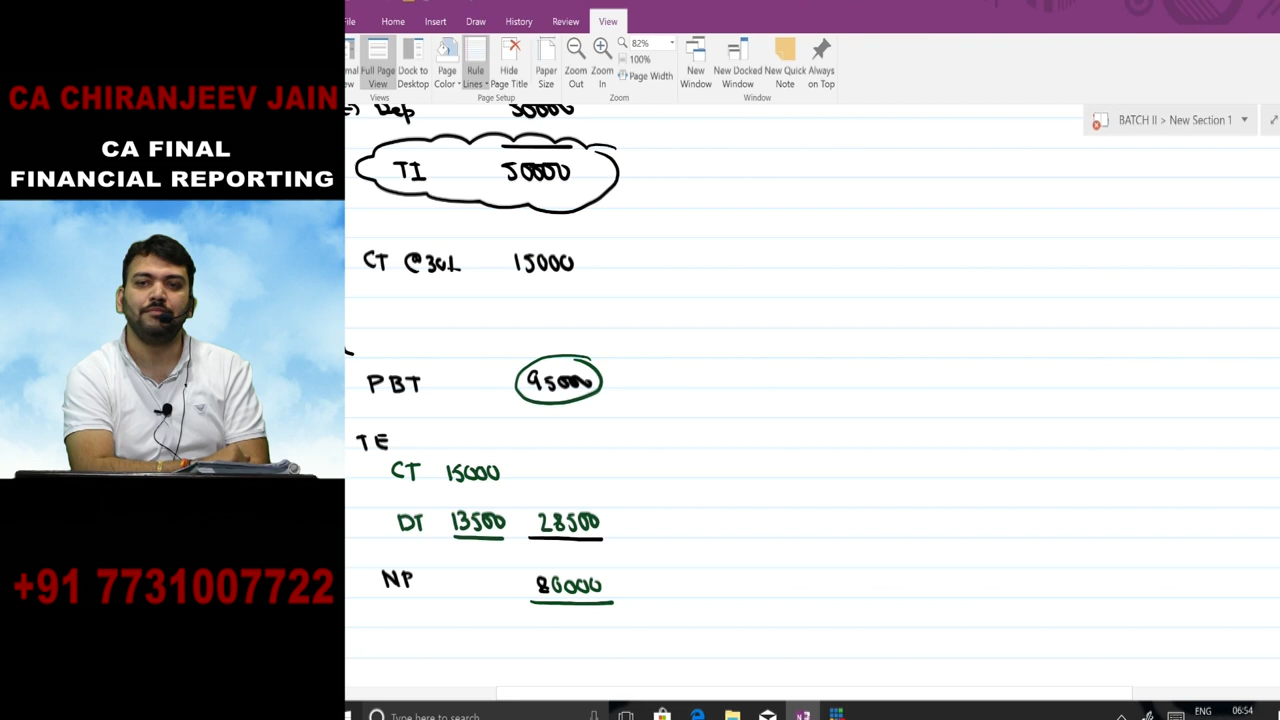 CA CHIRANJEEV JAIN
CA FINAL
FINANCIAL REPORTING
+91 7731007722
File Home Insert Draw History Review View
Full Page View
Dock to Desktop
Page Color
Rule Lines
Hide Page Title
Paper Size
Zoom Out
Zoom In
82%
100%
Page Width
New Window
New Docked Window
New Quick Note
Always on Top
Views Page Setup Zoom Window
BATCH II > New Section 1
Dep
TI 50000
CT @30% 15000
PBT 95000
TE
CT 15000
DT 13500 28500
NP 80000
Type here to search
ENG 06:54